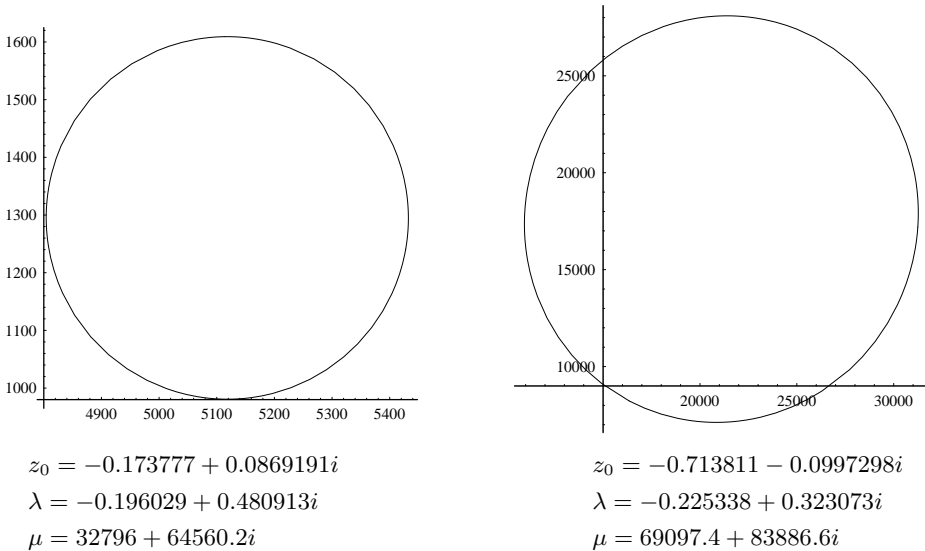 1600
1500
1400
1300
1200
1100
1000
4900 5000 5100 5200 5300 5400
z_0 = −0.173777 + 0.0869191i
λ = −0.196029 + 0.480913i
μ = 32796 + 64560.2i
25000
20000
15000
10000
20000 25000 30000
z_0 = −0.713811 − 0.0997298i
λ = −0.225338 + 0.323073i
μ = 69097.4 + 83886.6i